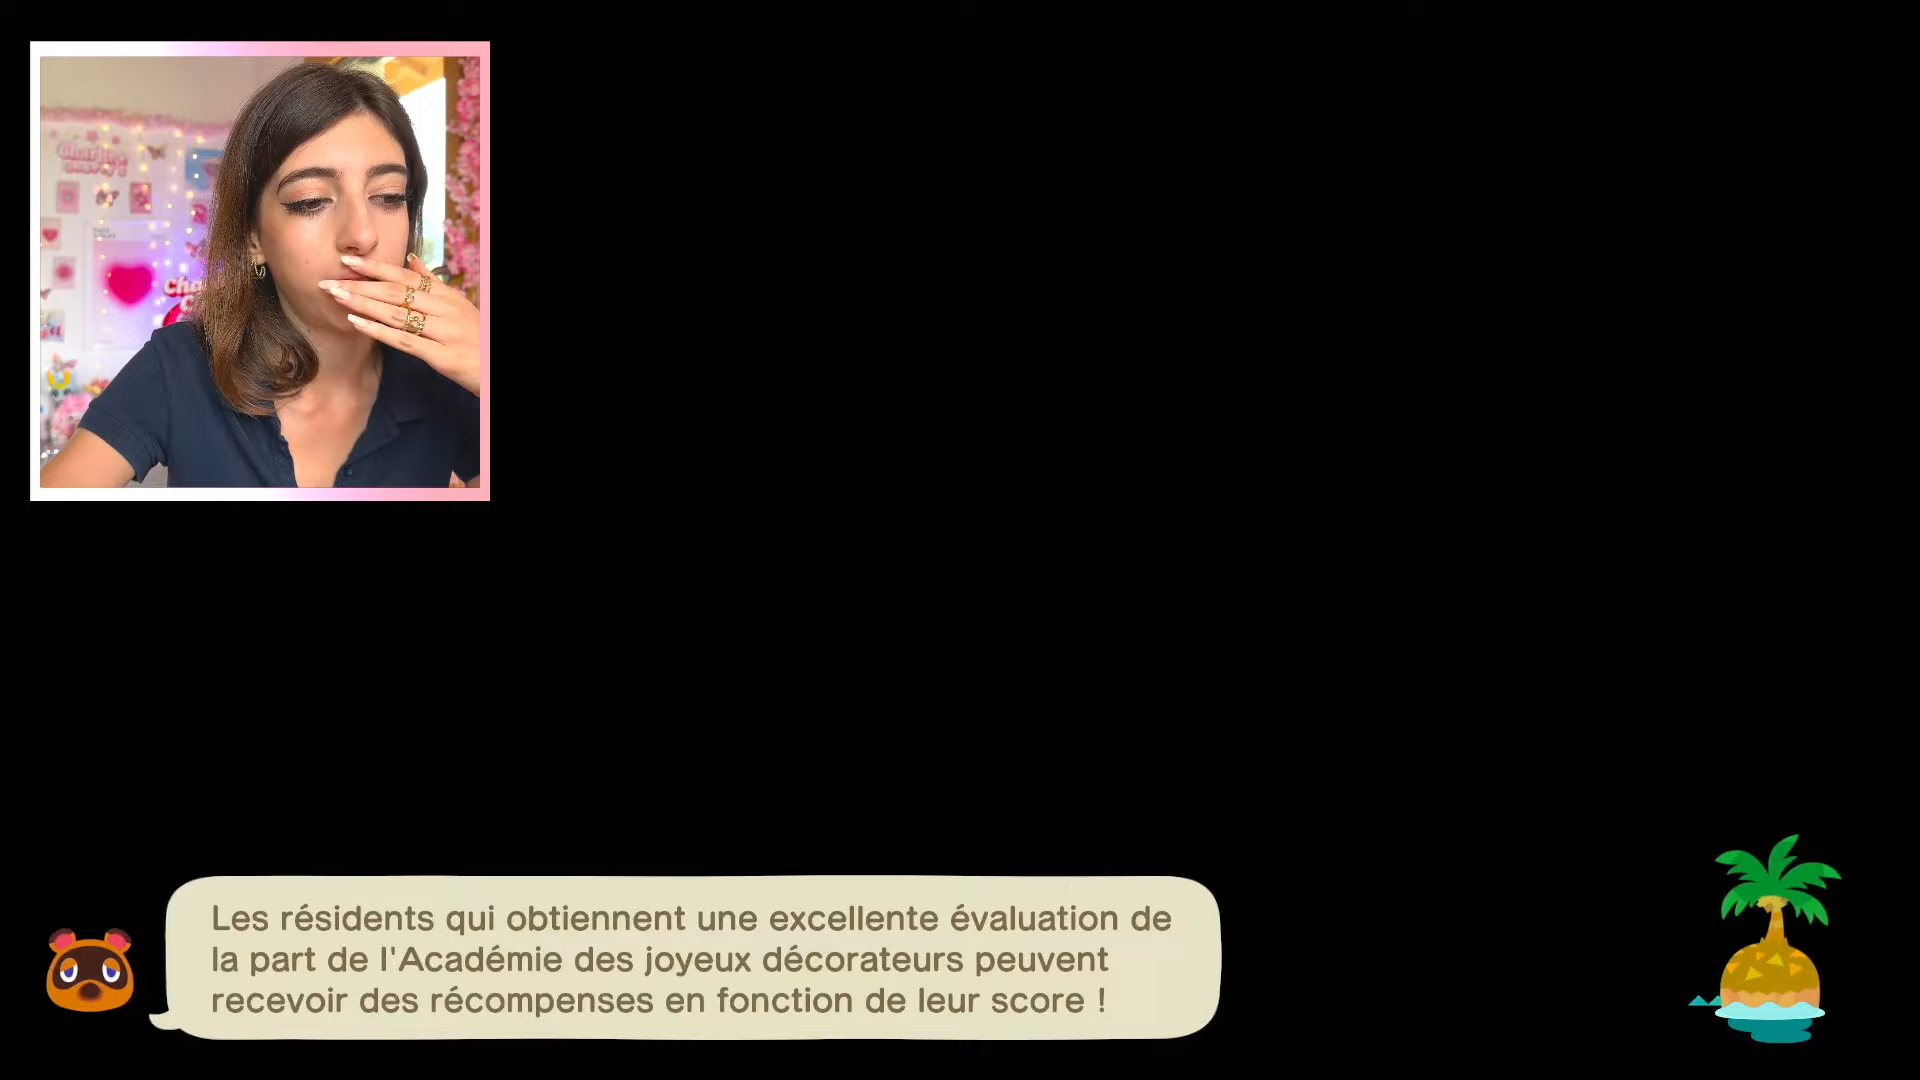 Les résidents qui obtiennent une excellente évaluation de
la part de l'Académie des joyeux décorateurs peuvent
recevoir des récompenses en fonction de leur score !